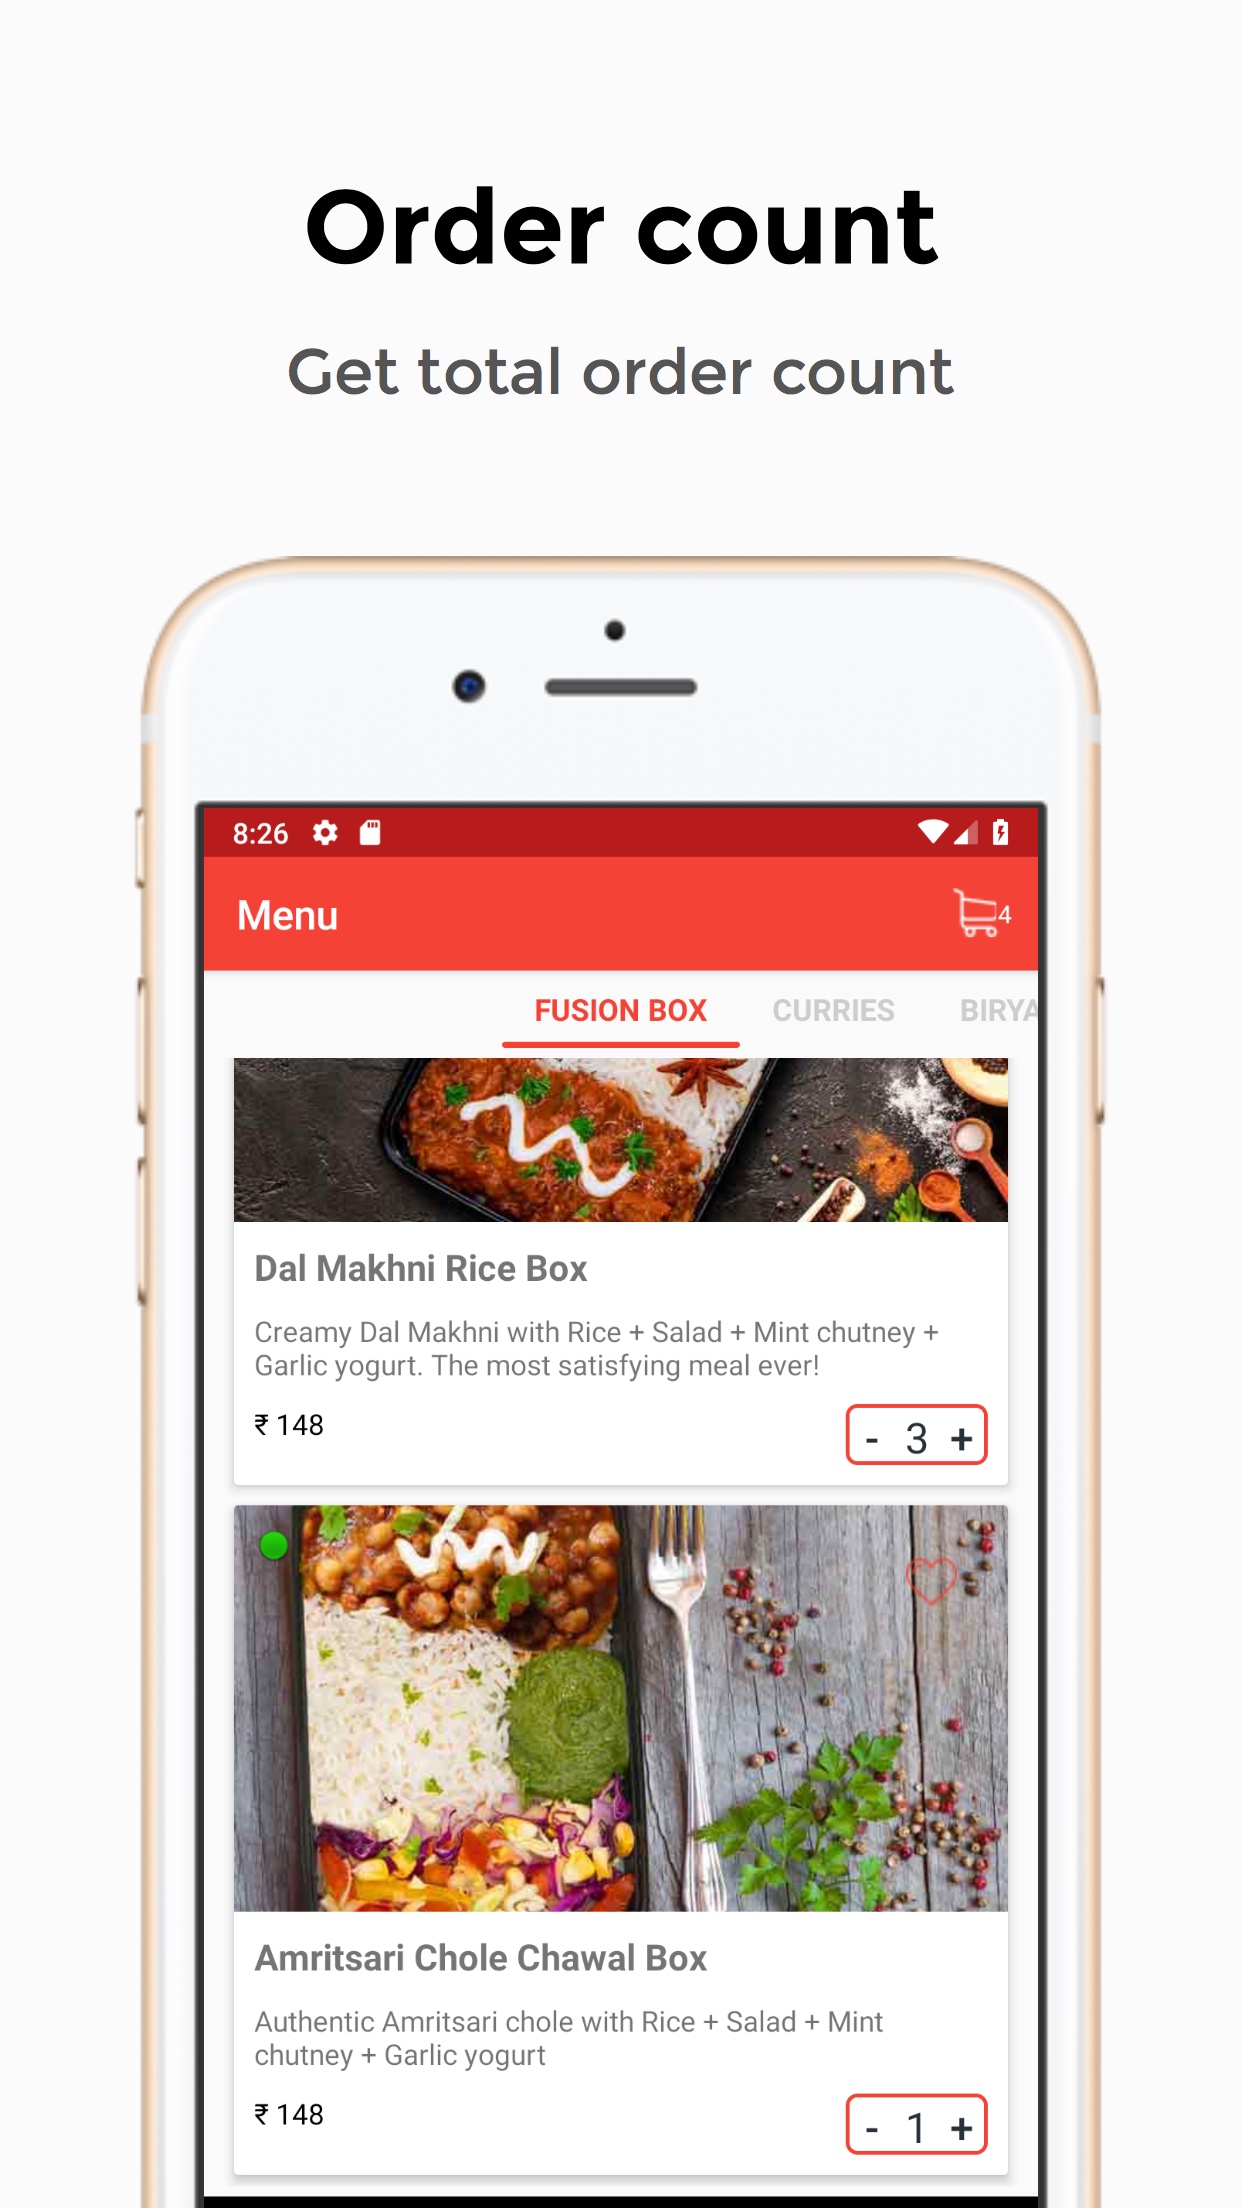 Order count
Get total order count
8:26
Menu
4
FUSION BOX CURRIES BIRYA
Dal Makhni Rice Box
Creamy Dal Makhni with Rice + Salad + Mint chutney +
Garlic yogurt. The most satisfying meal ever!
₹ 148
- 3 +
Amritsari Chole Chawal Box
Authentic Amritsari chole with Rice + Salad + Mint
chutney + Garlic yogurt
₹ 148
- 1 +